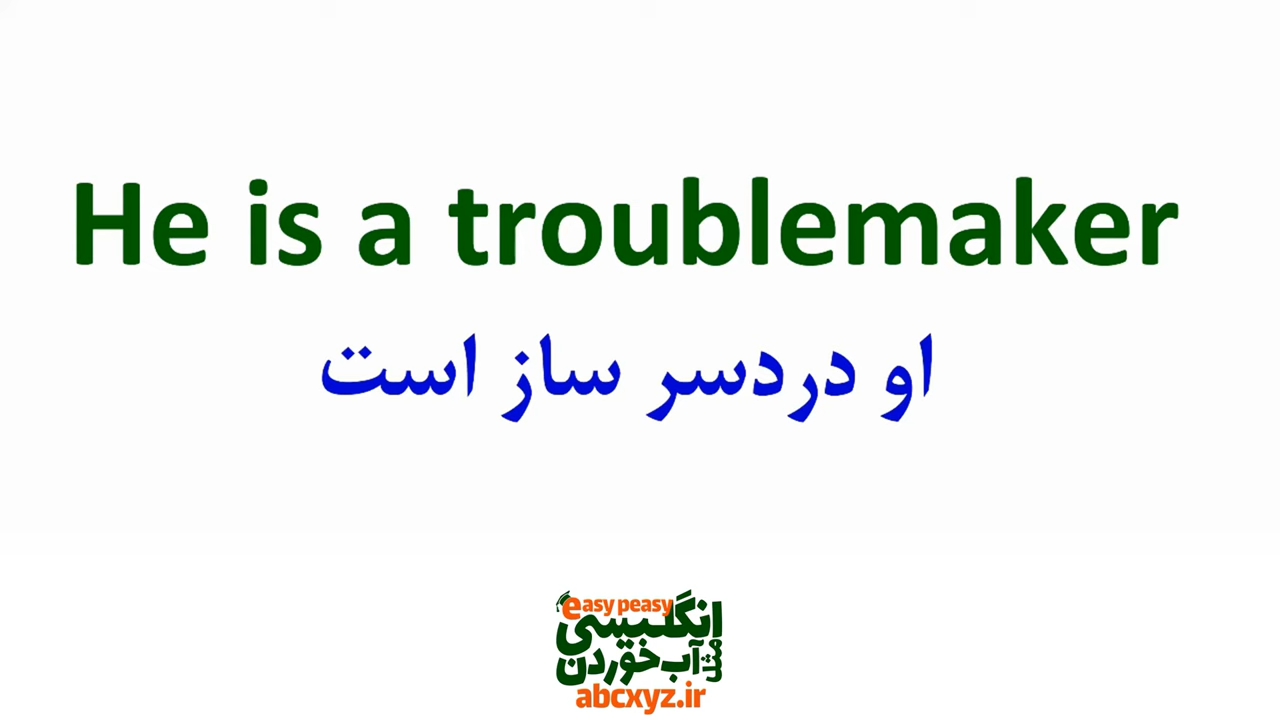 He is a troublemaker
او دردسر ساز است
easy peasy
انگلیسی
مثل آب خوردن
abcxyz.ir